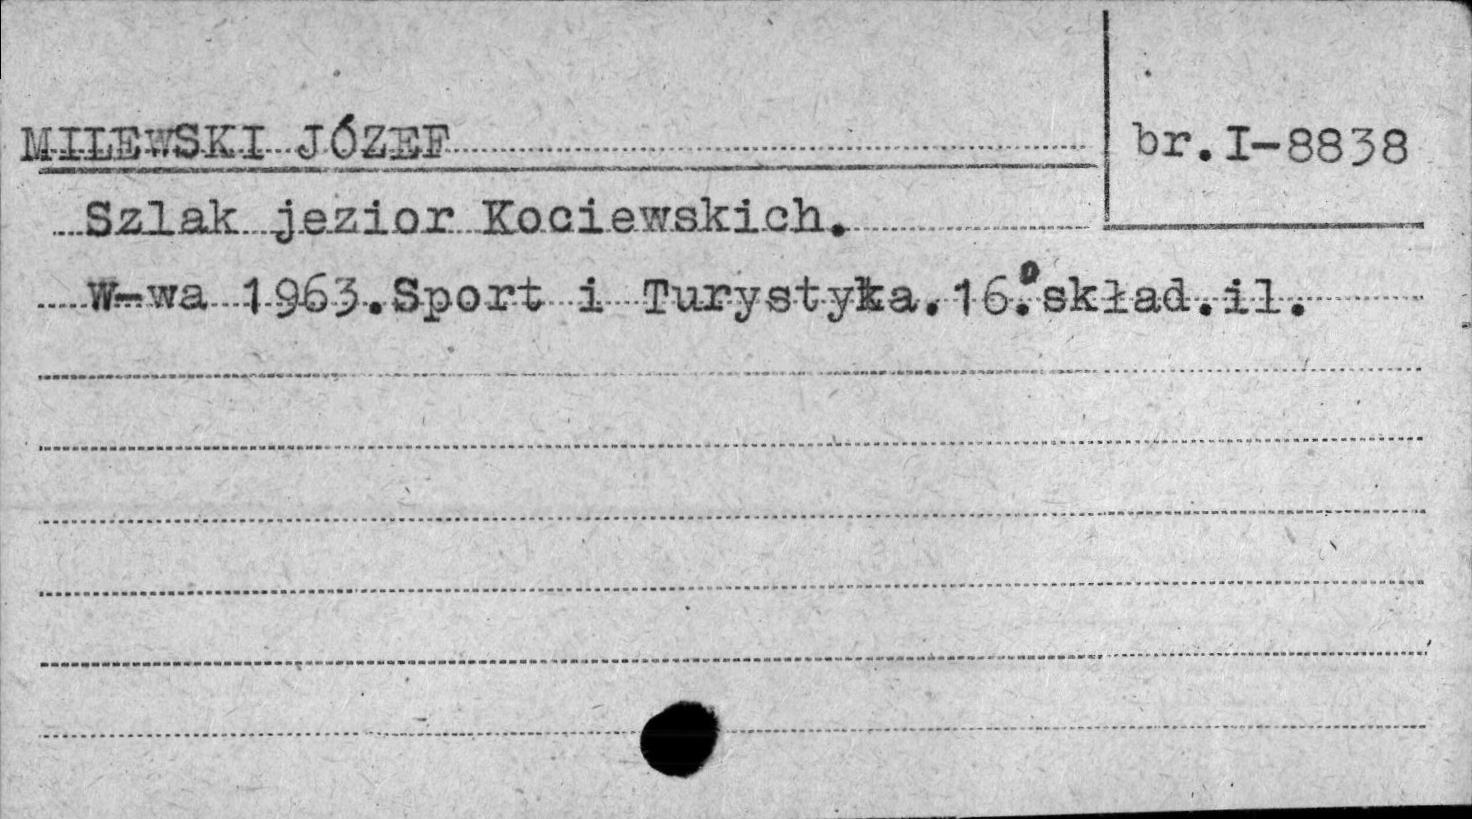 MILEWSKI JÓZEF
br.I-8838
Szlak jezior Kociewskich.
W-wa 1963.Sport i Turystyka.16.°skład.il.